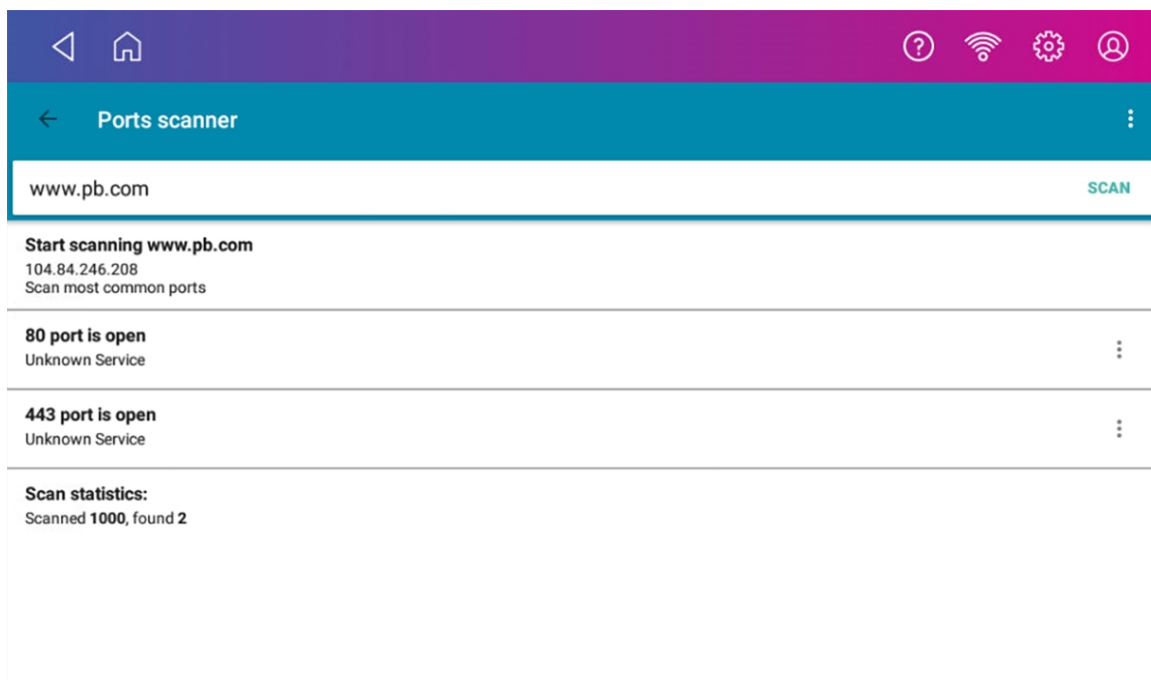 Ports scanner
www.pb.com SCAN
Start scanning www.pb.com
104.84.246.208
Scan most common ports
80 port is open
Unknown Service
443 port is open
Unknown Service
Scan statistics:
Scanned 1000, found 2